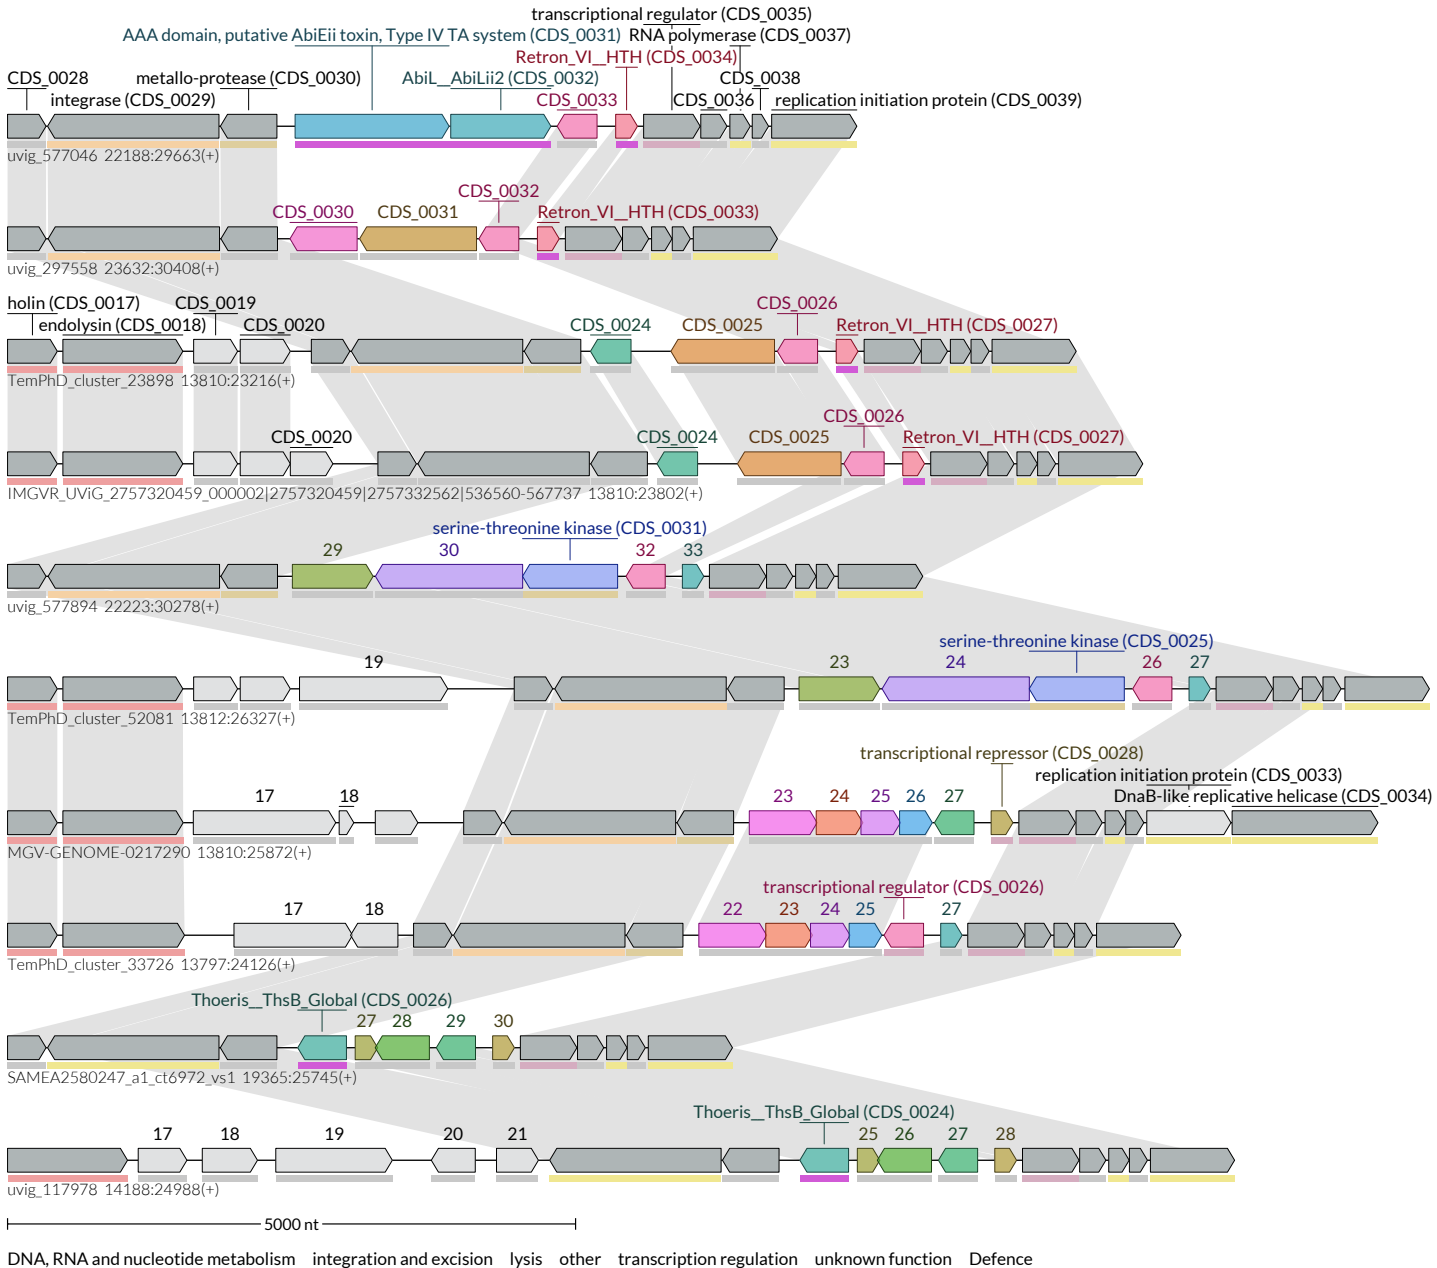 transcriptional regulator (CDS_0035)
AAA domain, putative AbiEii toxin, Type IV TA system (CDS_0031) RNA polymerase (CDS_0037)
Retron_VI__HTH (CDS_0034)
CDS_0028 metallo-protease (CDS_0030) AbiL__AbiLii2 (CDS_0032) CDS_0038
integrase (CDS_0029) CDS_0033 CDS_0036 replication initiation protein (CDS_0039)
uvig_577046 22188:29663(+)
CDS_0032
CDS_0030 CDS_0031 Retron_VI__HTH (CDS_0033)
uvig_297558 23632:30408(+)
holin (CDS_0017) CDS_0019 CDS_0026
endolysin (CDS_0018) CDS_0020 CDS_0024 CDS_0025 Retron_VI__HTH (CDS_0027)
TemPhD_cluster_23898 13810:23216(+)
CDS_0026
CDS_0020 CDS_0024 CDS_0025 Retron_VI__HTH (CDS_0027)
IMGVR_UViG_2757320459_000002|2757320459|2757332562|536560-567737 13810:23802(+)
serine-threonine kinase (CDS_0031)
29 30 32 33
uvig_577894 22223:30278(+)
serine-threonine kinase (CDS_0025)
19 23 24 26 27
TemPhD_cluster_52081 13812:26327(+)
transcriptional repressor (CDS_0028)
replication initiation protein (CDS_0033)
17 18 23 24 25 26 27 DnaB-like replicative helicase (CDS_0034)
MGV-GENOME-0217290 13810:25872(+)
transcriptional regulator (CDS_0026)
17 18 22 23 24 25 27
TemPhD_cluster_33726 13797:24126(+)
Thoeris__ThsB_Global (CDS_0026)
27 28 29 30
SAMEA2580247_a1_ct6972_vs1 19365:25745(+)
Thoeris__ThsB_Global (CDS_0024)
17 18 19 20 21 25 26 27 28
uvig_117978 14188:24988(+)
5000 nt
DNA, RNA and nucleotide metabolism integration and excision lysis other transcription regulation unknown function Defence